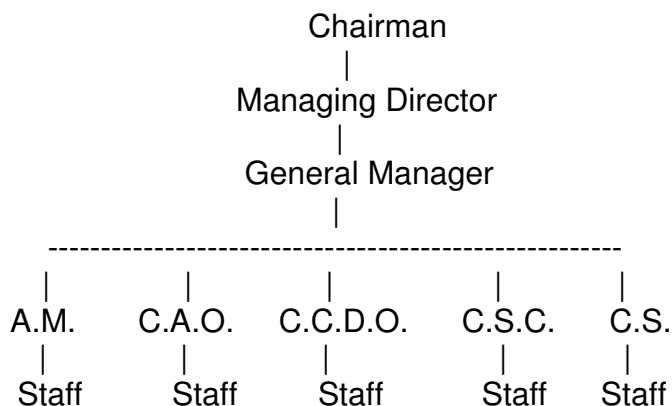 Chairman
|
Managing Director
|
General Manager
|
------------------------------------------------------
| | | | |
A.M. C.A.O. C.C.D.O. C.S.C. C.S.
| | | | |
Staff Staff Staff Staff Staff